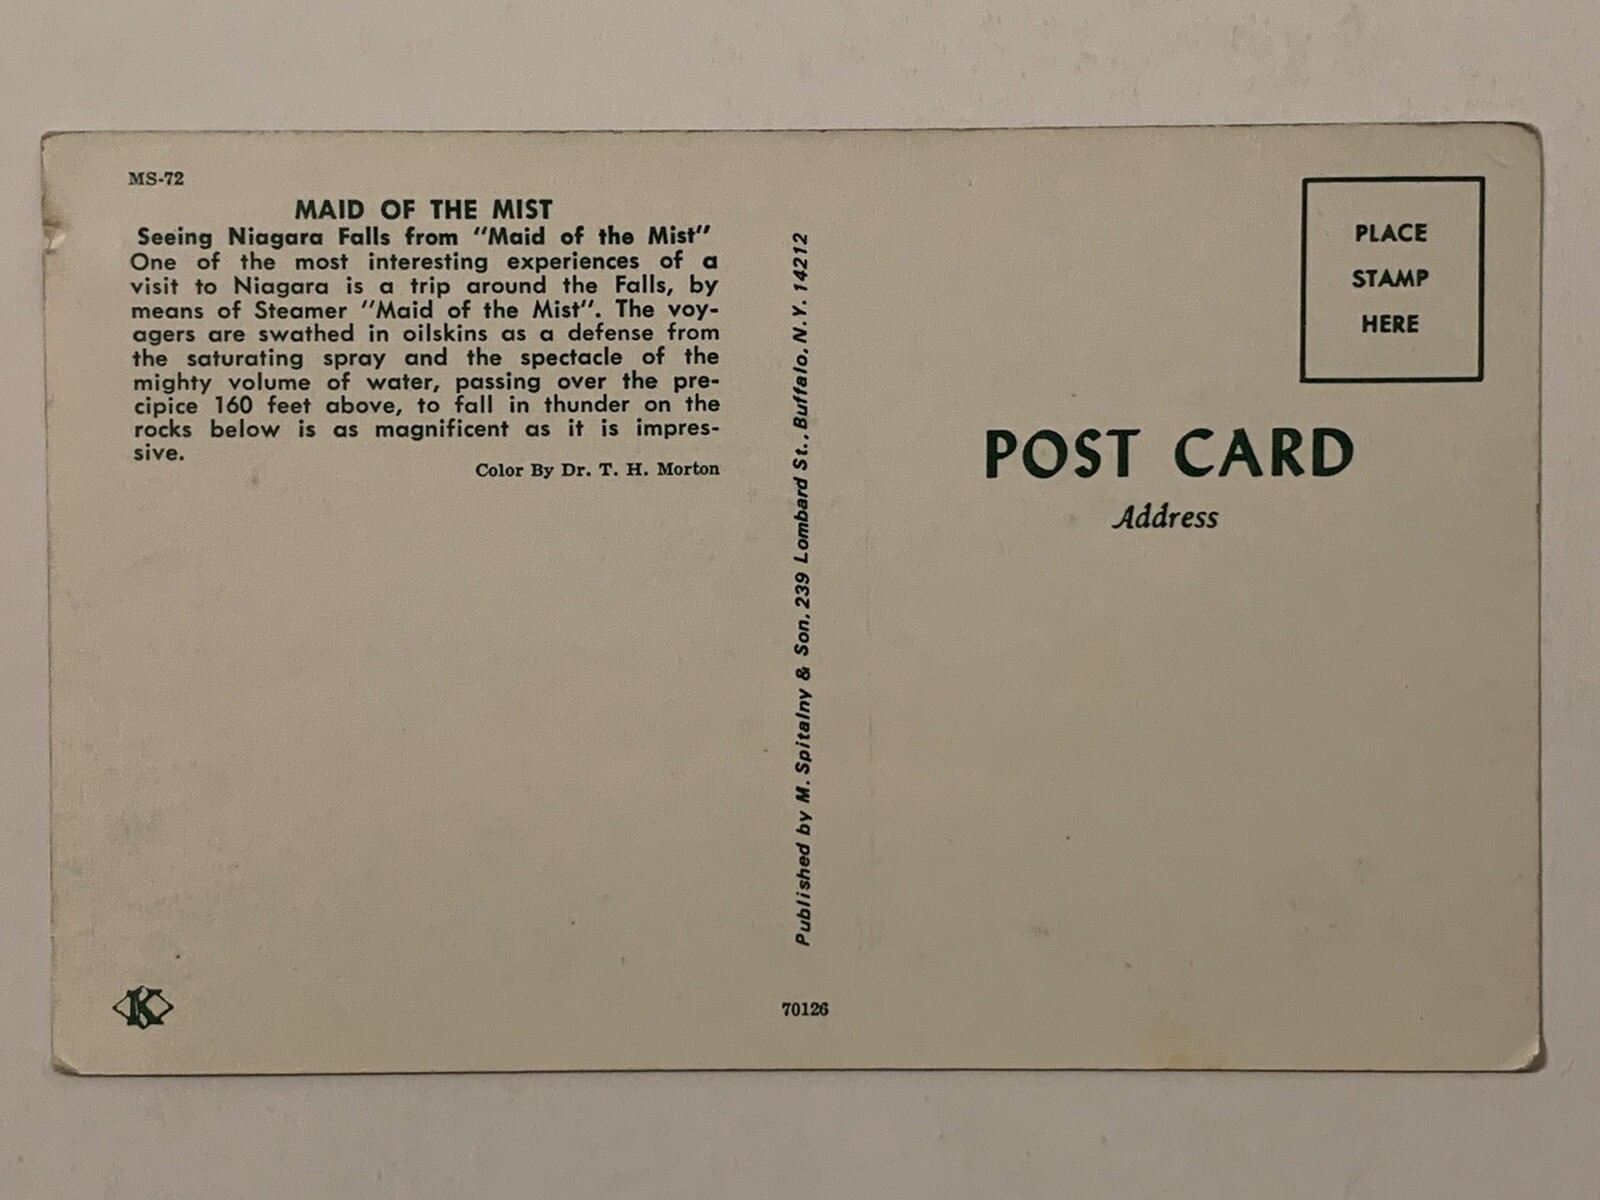 MS-72
MAID OF THE MIST
Seeing Niagara Falls from "Maid of the Mist"
One of the most interesting experiences of a
visit to Niagara is a trip around the Falls, by
means of Steamer "Maid of the Mist". The voy-
agers are swathed in oilskins as a defense from
the saturating spray and the spectacle of the
mighty volume of water, passing over the pre-
cipice 160 feet above, to fall in thunder on the
rocks below is as magnificent as it is impres-
sive.
Color By Dr. T. H. Morton
K
Published by M. Spitalny & Son, 239 Lombard St., Buffalo, N.Y. 14212
70126
PLACE
STAMP
HERE
POST CARD
Address